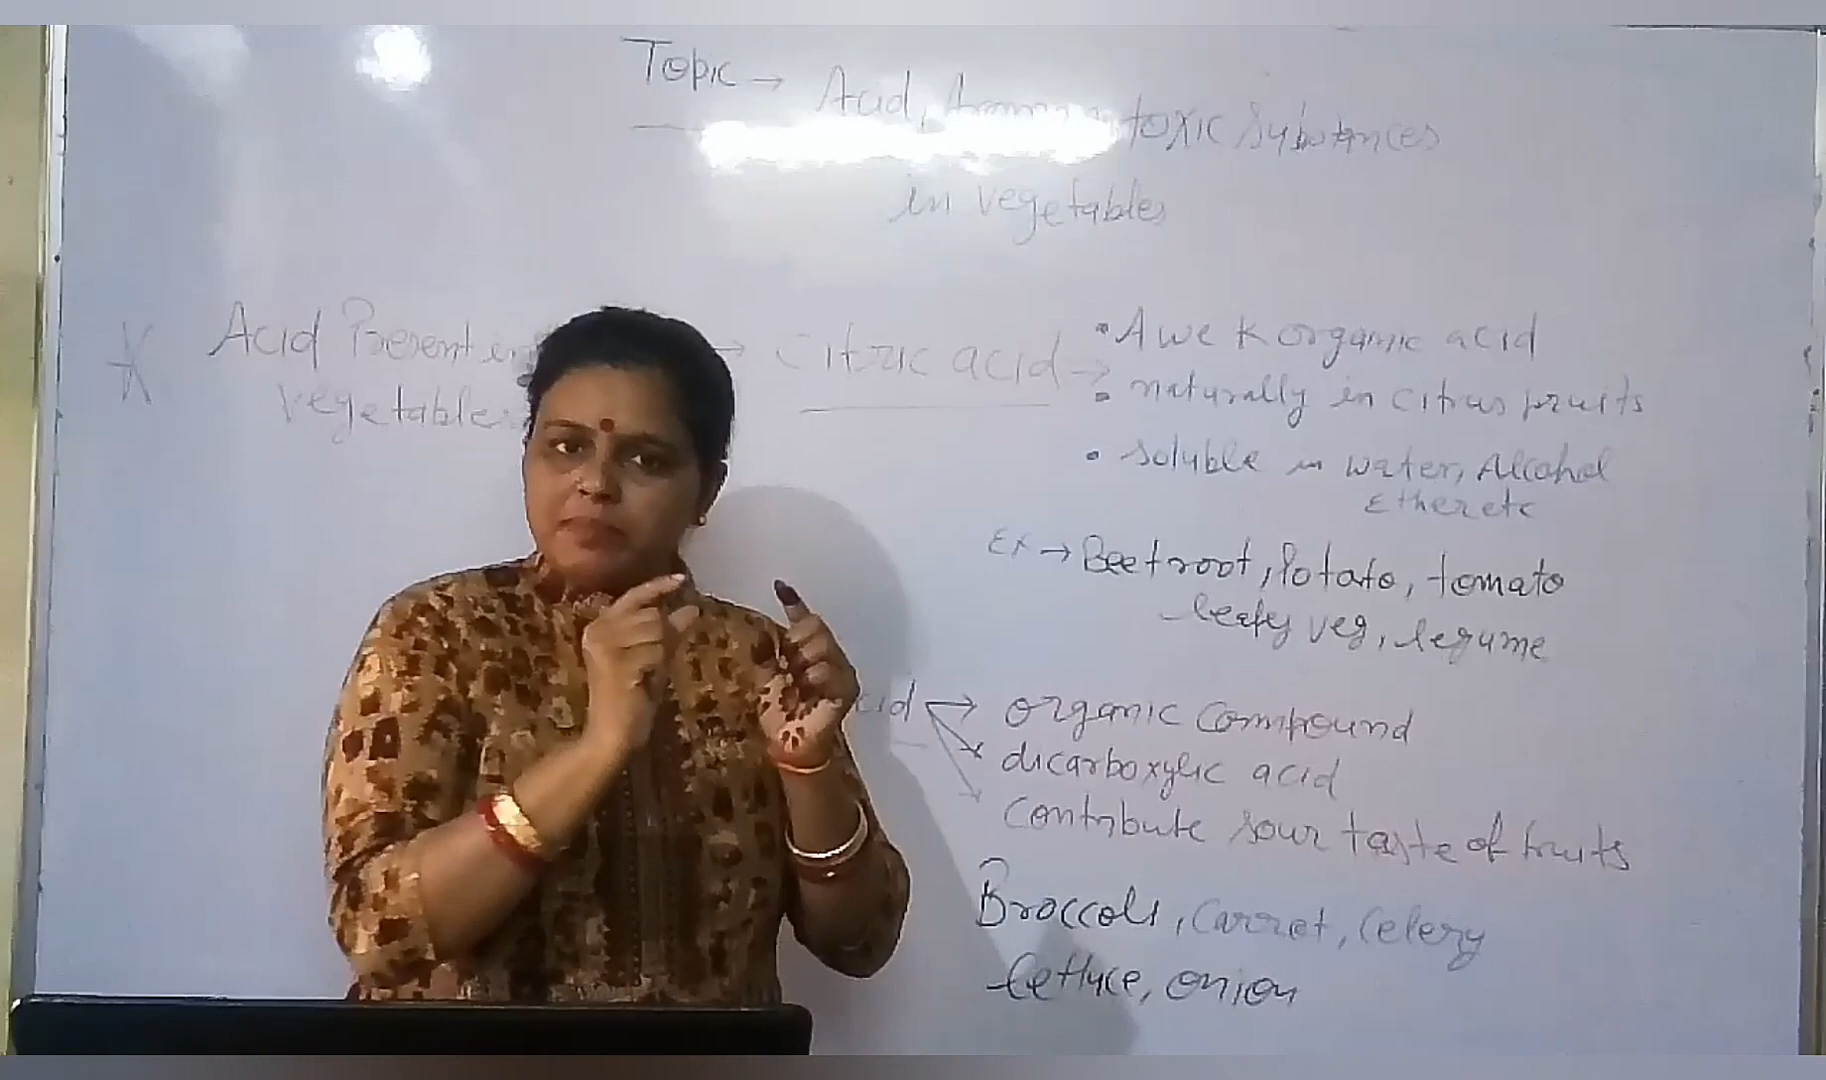 Topic → Acid, toxic Substances
in vegetables
Acid Present in → Citric acid →
vegetables
• A week organic acid
• naturally in citrus fruits
• Soluble in water, Alcohol
Ether etc
Ex → Beetroot, Potato, tomato
leafy veg, legume
cid → organic Compound
dicarboxylic acid
Contribute sour taste of fruits
Broccoli, Carrot, Celery
Lettuce, onion